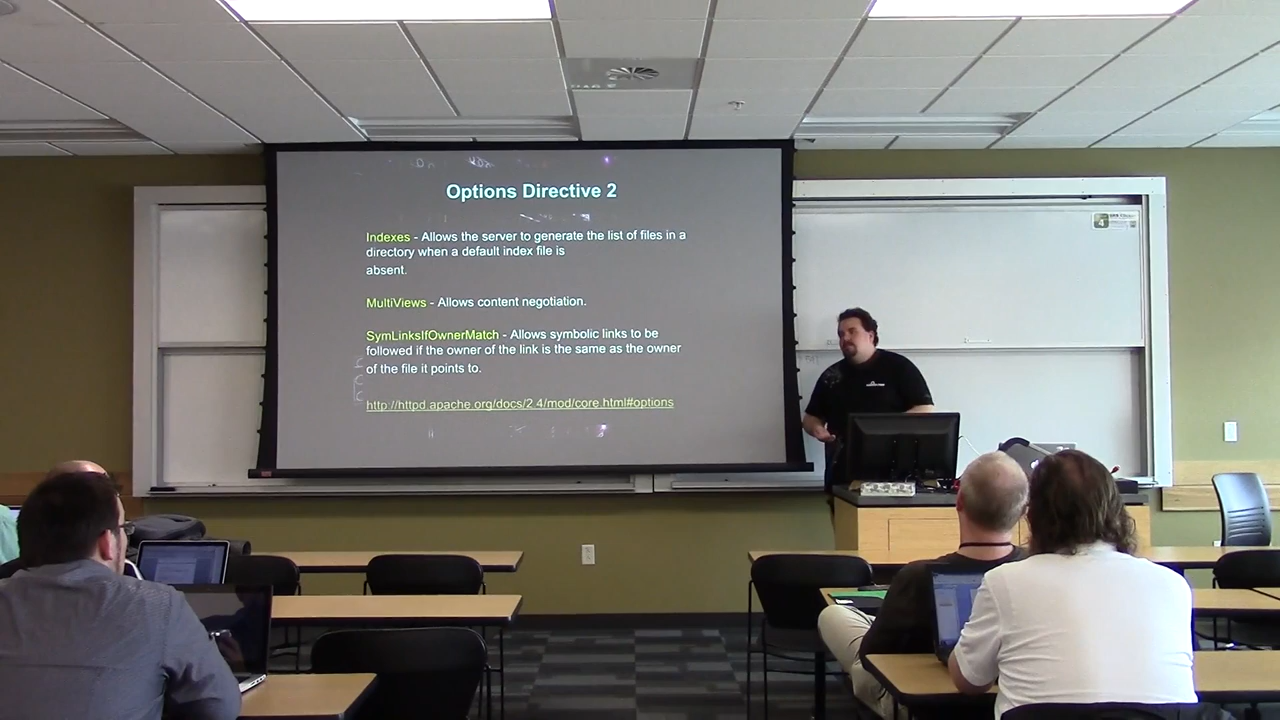 Options Directive 2
Indexes - Allows the server to generate the list of files in a
directory when a default index file is
absent.
MultiViews - Allows content negotiation.
SymLinksIfOwnerMatch - Allows symbolic links to be
followed if the owner of the link is the same as the owner
of the file it points to.
http://httpd.apache.org/docs/2.4/mod/core.html#options